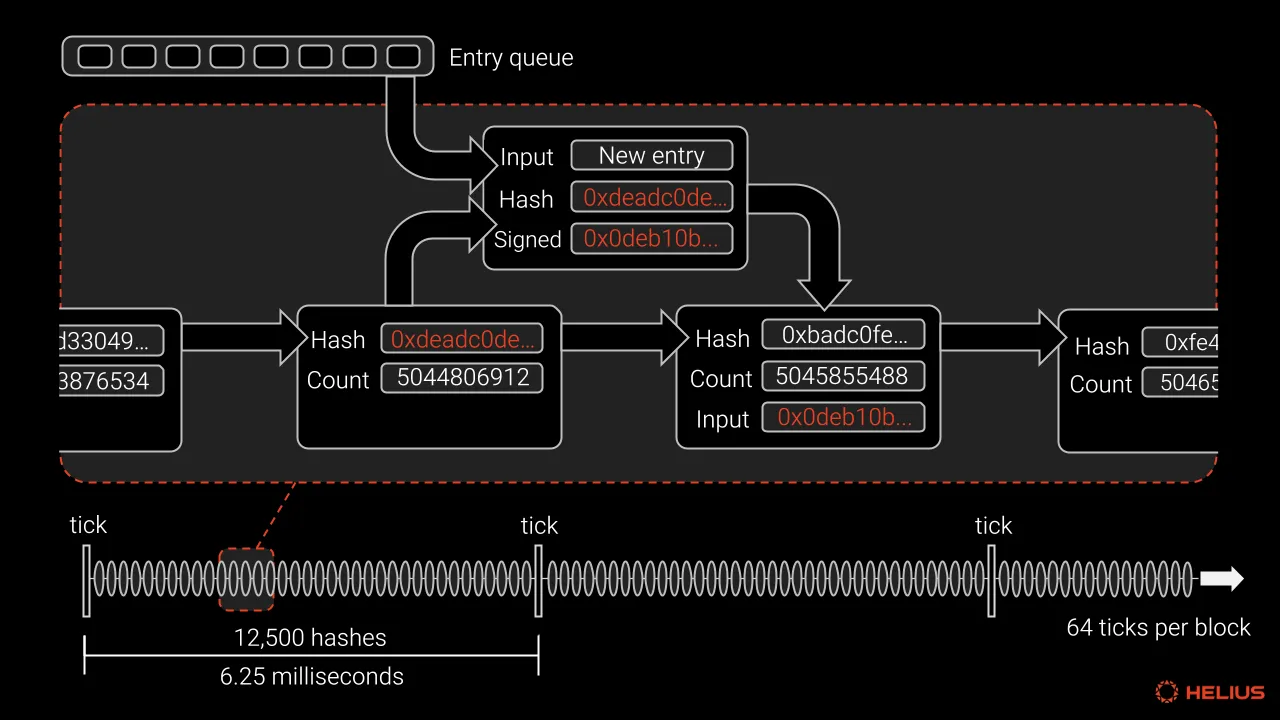 Entry queue
Input New entry
Hash 0xdeadc0de...
Signed 0x0deb10b...
d33049...
3876534
Hash 0xdeadc0de...
Count 5044806912
Hash 0xbadc0fe...
Count 5045855488
Input 0x0deb10b...
Hash 0xfe4
Count 50465
tick
tick
tick
12,500 hashes
6.25 milliseconds
64 ticks per block
HELIUS